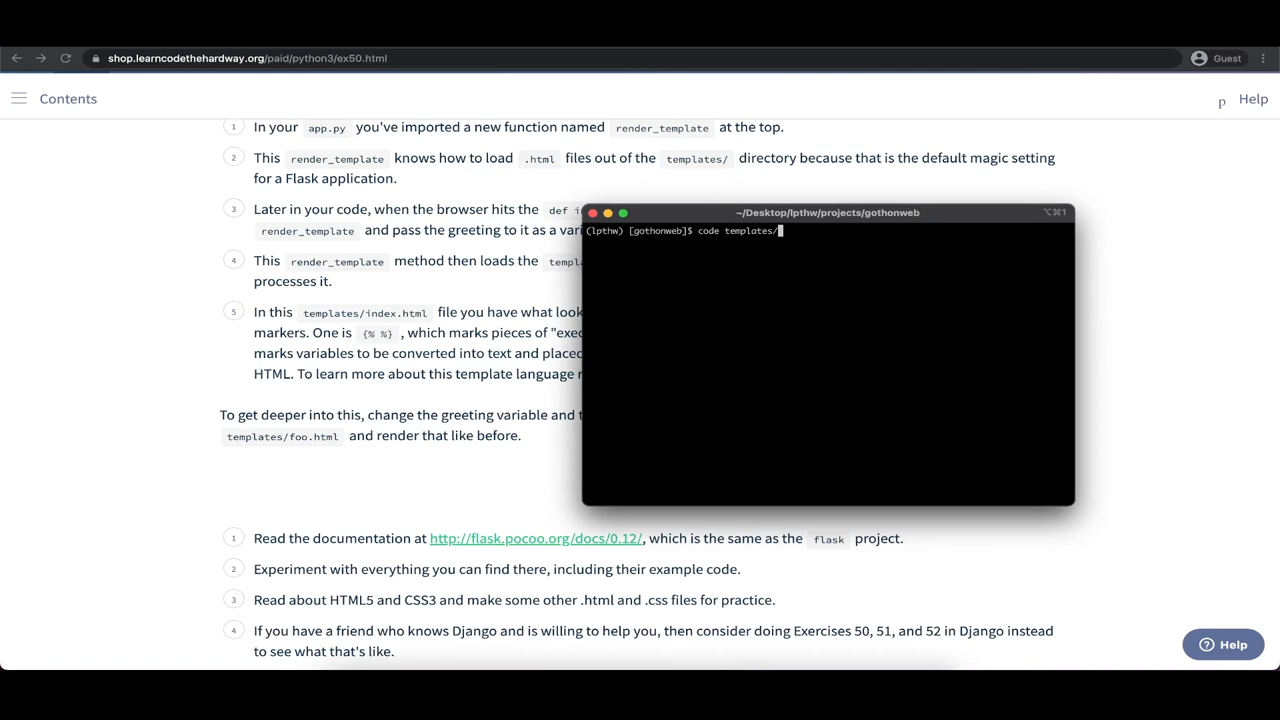 shop.learncodethehardway.org/paid/python3/ex50.html
Guest
Contents
p Help
1 In your app.py you've imported a new function named render_template at the top.
2 This render_template knows how to load .html files out of the templates/ directory because that is the default magic setting
for a Flask application.
3 Later in your code, when the browser hits the def
render_template and pass the greeting to it as a
4 This render_template method then loads the
processes it.
5 In this templates/index.html file you have what
markers. One is {% %} , which marks pieces of
marks variables to be converted into text and placed
HTML. To learn more about this template language
To get deeper into this, change the greeting variable and
templates/foo.html and render that like before.
~/Desktop/lpthw/projects/gothonweb
⌥⌘1
(lpthw) [gothonweb]$ code templates/
1 Read the documentation at http://flask.pocoo.org/docs/0.12/, which is the same as the flask project.
2 Experiment with everything you can find there, including their example code.
3 Read about HTML5 and CSS3 and make some other .html and .css files for practice.
4 If you have a friend who knows Django and is willing to help you, then consider doing Exercises 50, 51, and 52 in Django instead
to see what that's like.
Help